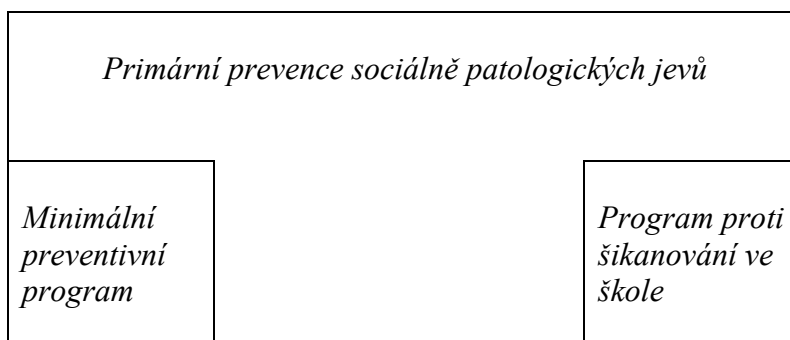 Primární prevence sociálně patologických jevů
Minimální
preventivní
program
Program proti
šikanování ve
škole